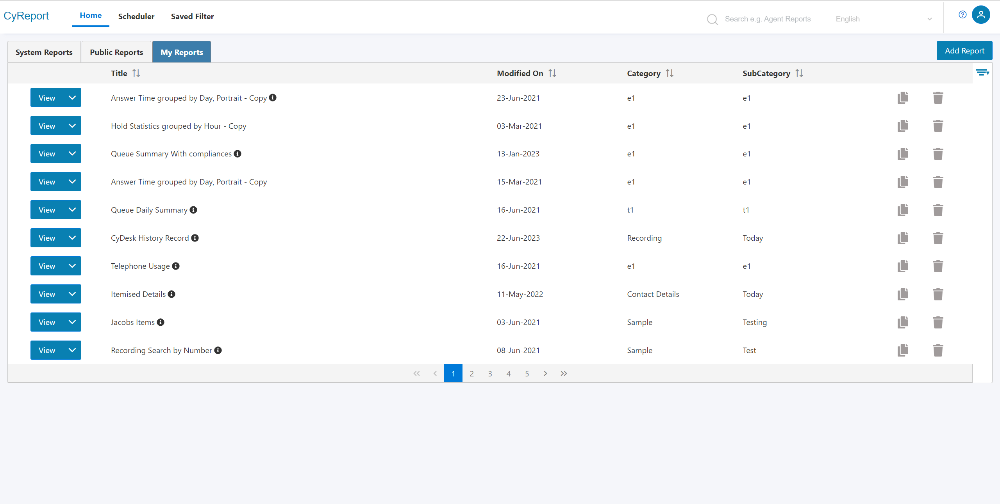 CyReport Home Scheduler Saved Filter Search e.g. Agent Reports English
System Reports Public Reports My Reports Add Report
Title Modified On Category SubCategory
View Answer Time grouped by Day, Portrait - Copy 23-Jun-2021 e1 e1
View Hold Statistics grouped by Hour - Copy 03-Mar-2021 e1 e1
View Queue Summary With compliances 13-Jan-2023 e1 e1
View Answer Time grouped by Day, Portrait - Copy 15-Mar-2021 e1 e1
View Queue Daily Summary 16-Jun-2021 t1 t1
View CyDesk History Record 22-Jun-2023 Recording Today
View Telephone Usage 16-Jun-2021 e1 e1
View Itemised Details 11-May-2022 Contact Details Today
View Jacobs Items 03-Jun-2021 Sample Testing
View Recording Search by Number 08-Jun-2021 Sample Test
1 2 3 4 5